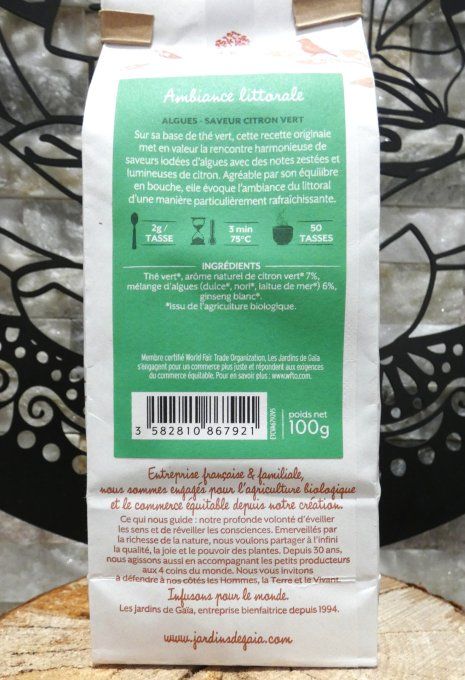 Ambiance littorale
ALGUES - SAVEUR CITRON VERT
Sur sa base de thé vert, cette recette originale
met en valeur la rencontre harmonieuse de
saveurs iodées d'algues avec des notes zestées et
lumineuses de citron. Agréable par son équilibre
en bouche, elle évoque l'ambiance du littoral
d'une manière particulièrement rafraîchissante.
2g /
TASSE
3 min
75°C
50
TASSES
INGRÉDIENTS
Thé vert*, arôme naturel de citron vert* 7%,
mélange d'algues (dulce*, nori*, laitue de mer*) 6%,
ginseng blanc*.
*issu de l'agriculture biologique.
Membre certifié World Fair Trade Organization, Les Jardins de Gaïa
s'engagent pour un commerce plus juste et répondent aux exigences
du commerce équitable. Pour en savoir plus : www.wfto.com.
3 582810 867921
poids net
100g
Entreprise française & familiale,
nous sommes engagés pour l'agriculture biologique
et le commerce équitable depuis notre création.
Ce qui nous guide : notre profonde volonté d'éveiller
les sens et de réveiller les consciences. Émerveillés par
la richesse de la nature, nous voulons partager à l'infini
la qualité, la joie et le pouvoir des plantes. Depuis 30 ans,
nous agissons aussi en accompagnant les petits producteurs
aux 4 coins du monde. Nous vous invitons
à défendre à nos côtés les Hommes, la Terre et le Vivant.
Infusons pour le monde.
Les Jardins de Gaïa, entreprise bienfaitrice depuis 1994.
www.jardinsdegaia.com